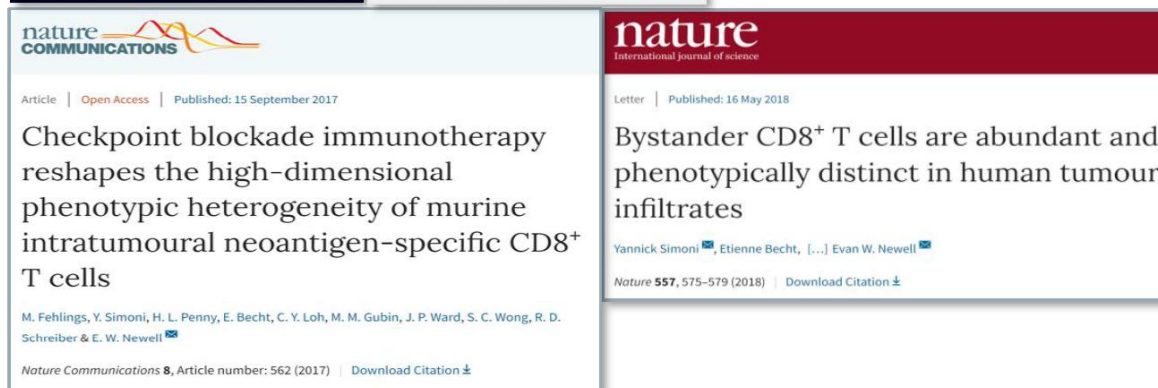 nature
COMMUNICATIONS
Article | Open Access | Published: 15 September 2017
Checkpoint blockade immunotherapy
reshapes the high-dimensional
phenotypic heterogeneity of murine
intratumoural neoantigen-specific CD8⁺
T cells
M. Fehlings, Y. Simoni, H. L. Penny, E. Becht, C. Y. Loh, M. M. Gubin, J. P. Ward, S. C. Wong, R. D.
Schreiber & E. W. Newell
Nature Communications 8, Article number: 562 (2017) | Download Citation
nature
International journal of science
Letter | Published: 16 May 2018
Bystander CD8⁺ T cells are abundant and
phenotypically distinct in human tumour
infiltrates
Yannick Simoni, Etienne Becht, [...] Evan W. Newell
Nature 557, 575–579 (2018) | Download Citation